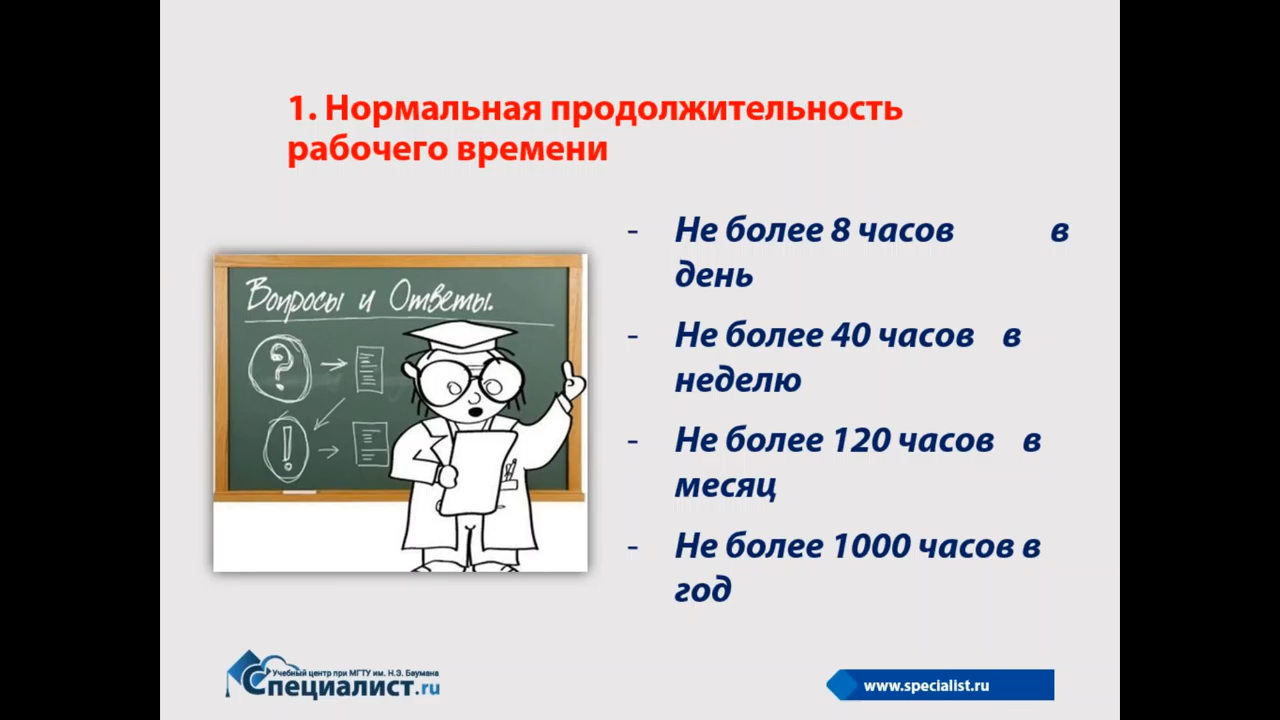 1. Нормальная продолжительность
рабочего времени
- Не более 8 часов в
день
- Не более 40 часов в
неделю
- Не более 120 часов в
месяц
- Не более 1000 часов в
год
Вопросы и Ответы.
?
!
Учебный центр при МГТУ им. Н.Э. Баумана
Специалист.ru
www.specialist.ru